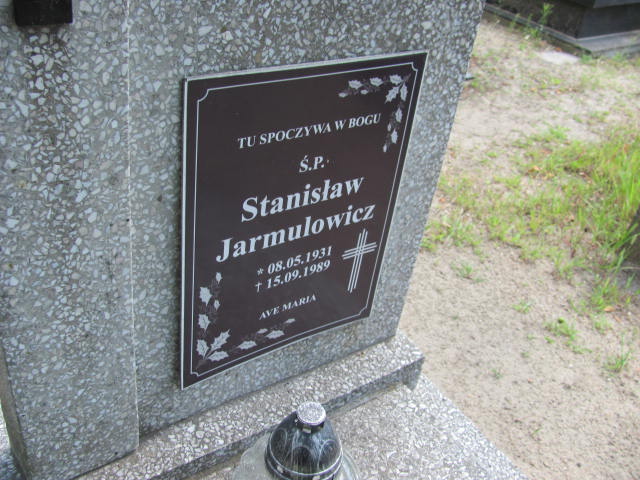 TU SPOCZYWA W BOGU
Ś.P.
Stanisław
Jarmulowicz
* 08.05.1931
† 15.09.1989
AVE MARIA